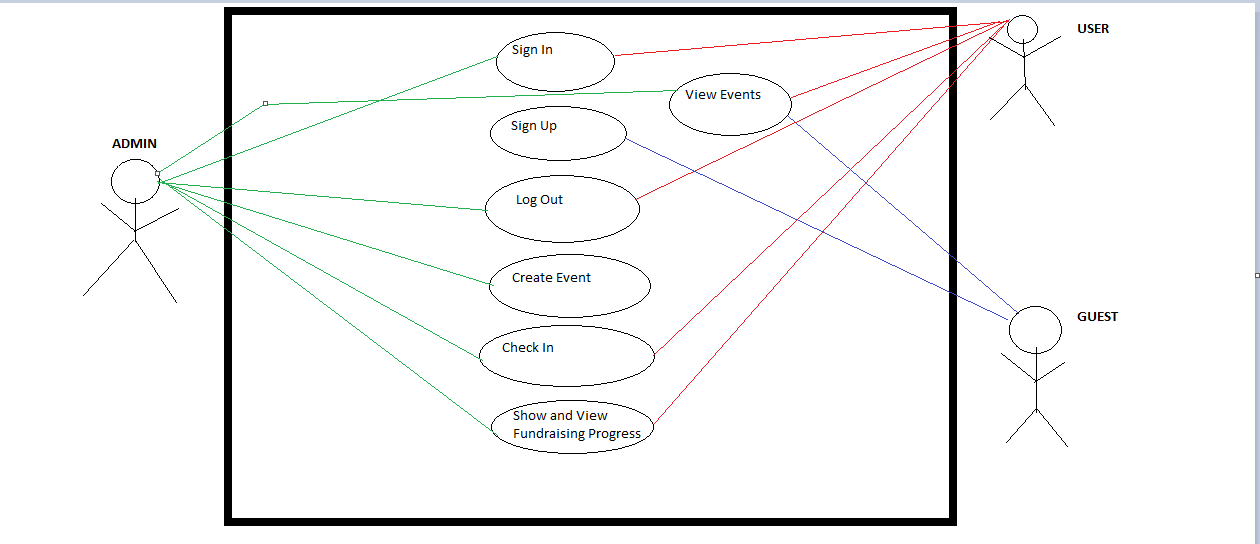 USER
Sign In
View Events
Sign Up
ADMIN
Log Out
Create Event
GUEST
Check In
Show and View
Fundraising Progress